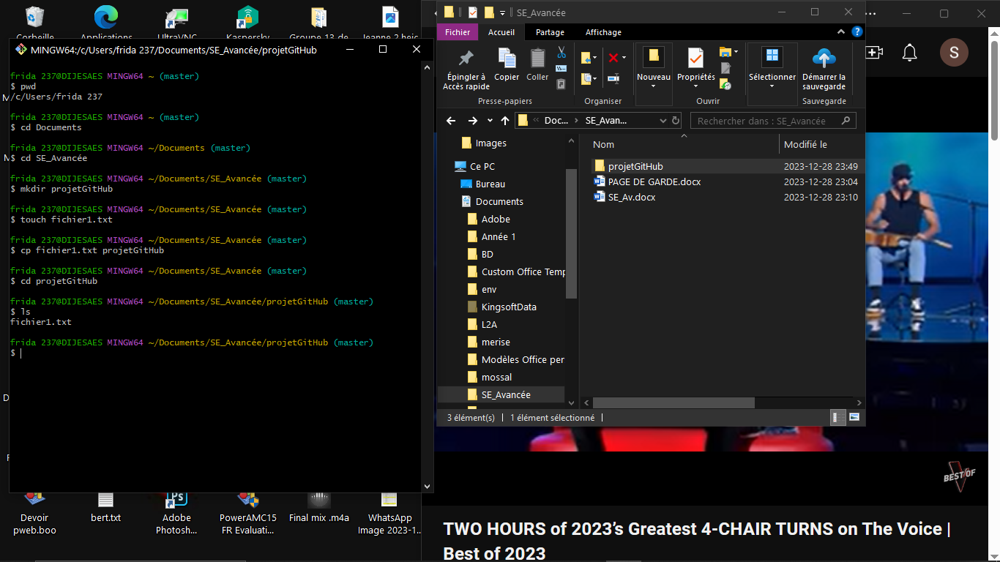 Corbeille
Applications
UltraVNC
Kaspersky
Groupe 13 de
Jeanne 2 heic
MINGW64:/c/Users/frida 237/Documents/SE_Avancée/projetGitHub
frida 237@DIJESAES MINGW64 ~ (master)
$ pwd
/c/Users/frida 237
frida 237@DIJESAES MINGW64 ~ (master)
$ cd Documents
frida 237@DIJESAES MINGW64 ~/Documents (master)
$ cd SE_Avancée
frida 237@DIJESAES MINGW64 ~/Documents/SE_Avancée (master)
$ mkdir projetGitHub
frida 237@DIJESAES MINGW64 ~/Documents/SE_Avancée (master)
$ touch fichier1.txt
frida 237@DIJESAES MINGW64 ~/Documents/SE_Avancée (master)
$ cp fichier1.txt projetGitHub
frida 237@DIJESAES MINGW64 ~/Documents/SE_Avancée (master)
$ cd projetGitHub
frida 237@DIJESAES MINGW64 ~/Documents/SE_Avancée/projetGitHub (master)
$ ls
fichier1.txt
frida 237@DIJESAES MINGW64 ~/Documents/SE_Avancée/projetGitHub (master)
$
Devoir
pweb.boo
bert.txt
Adobe
Photosh...
PowerAMC15
FR Evaluati...
Final mix .m4a
WhatsApp
Image 2023-1...
SE_Avancée
Fichier
Accueil
Partage
Affichage
Épingler à
Accès rapide
Copier
Coller
Nouveau
Propriétés
Sélectionner
Démarrer la
sauvegarde
Presse-papiers
Organiser
Ouvrir
Sauvegarde
Doc...
SE_Avan...
Rechercher dans : SE_Avancée
Images
Ce PC
Bureau
Documents
Adobe
Année 1
BD
Custom Office Temp
env
KingsoftData
L2A
merise
Modèles Office per
mossal
SE_Avancée
Nom
Modifié le
projetGitHub 2023-12-28 23:49
PAGE DE GARDE.docx 2023-12-28 23:04
SE_Av.docx 2023-12-28 23:10
3 élément(s)
1 élément sélectionné
S
BEST OF
TWO HOURS of 2023’s Greatest 4-CHAIR TURNS on The Voice |
Best of 2023